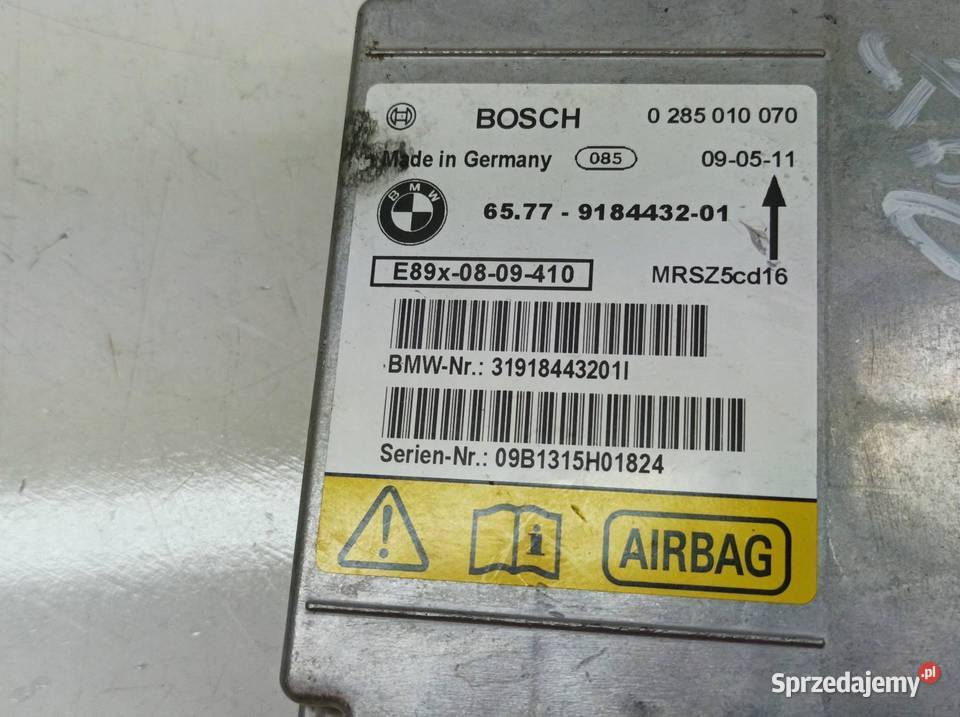 BOSCH 0 285 010 070
Made in Germany 085 09-05-11
BMW 65.77 - 9184432-01
E89x-08-09-410 MRSZ5cd16
BMW-Nr.: 31918443201I
Serien-Nr.: 09B1315H01824
! i AIRBAG
Sprzedajemy.pl